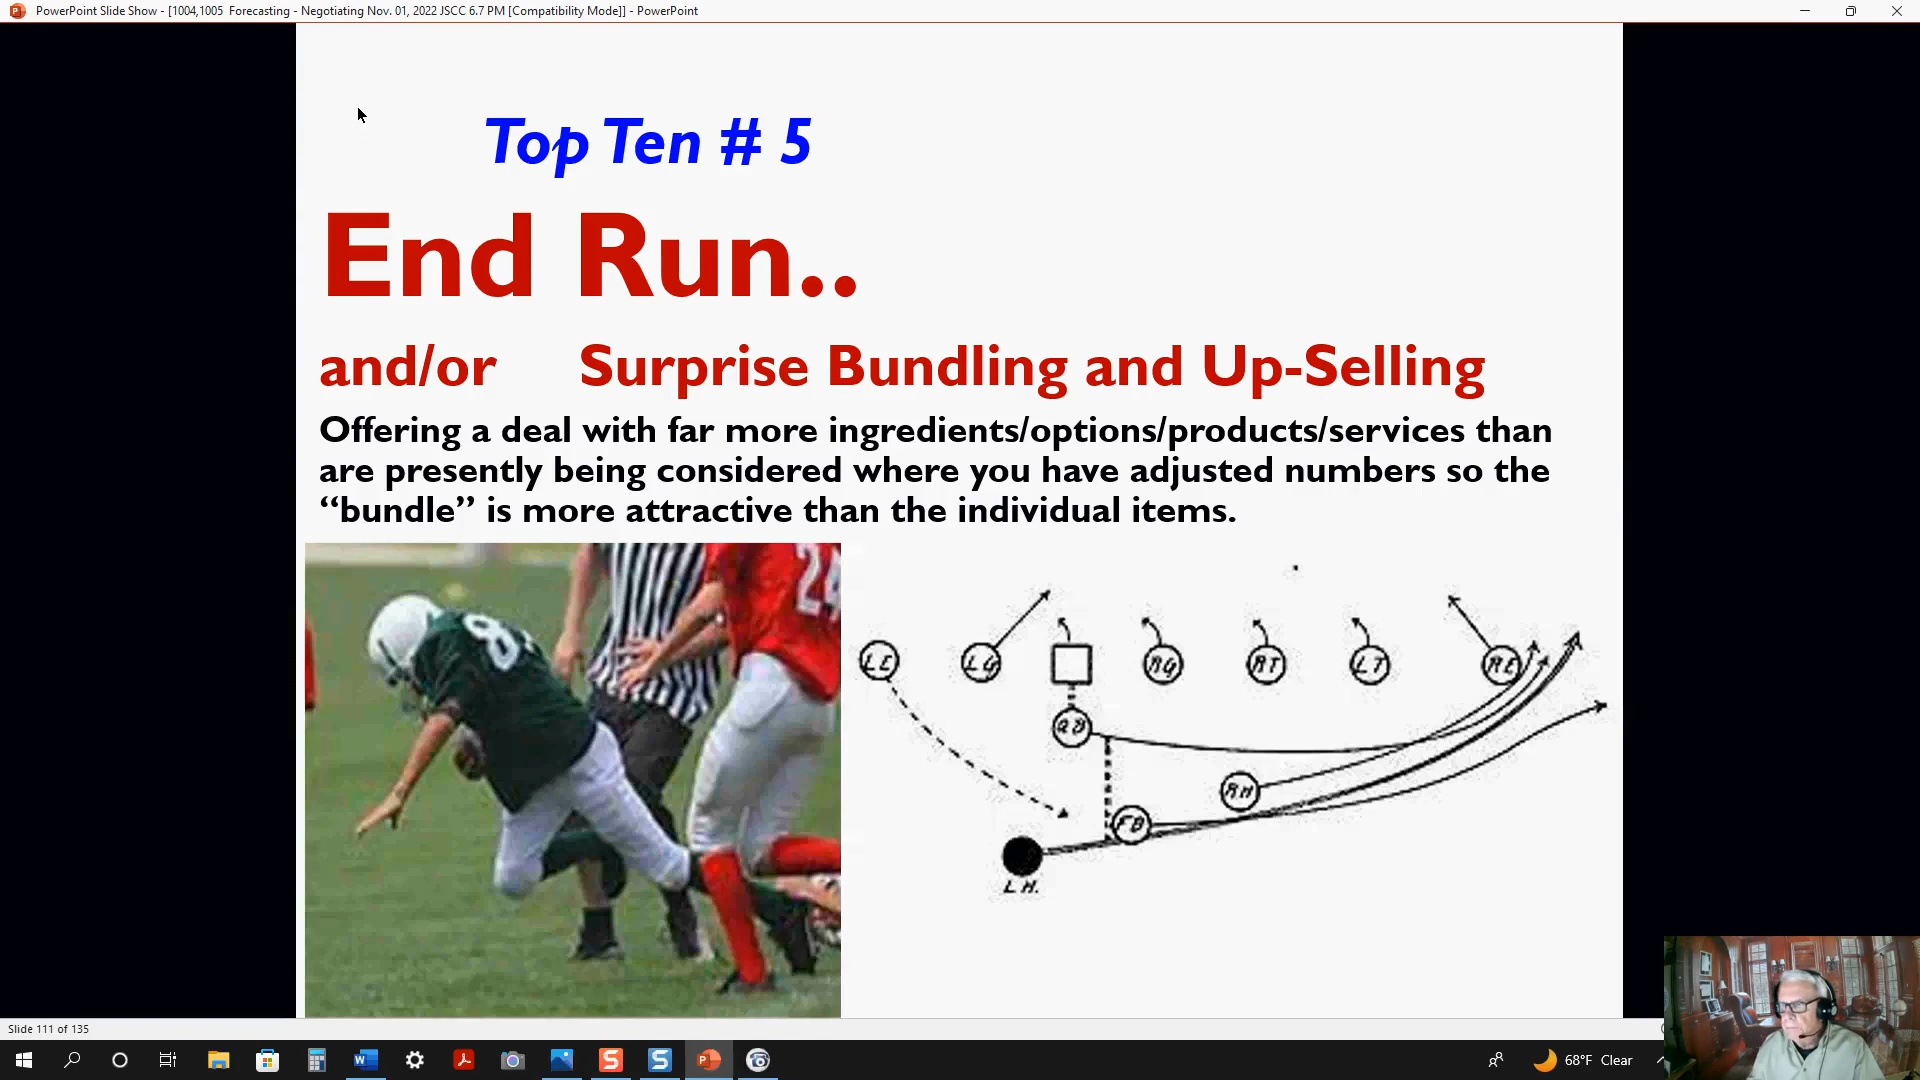 PowerPoint Slide Show - [1004,1005 Forecasting - Negotiating Nov. 01, 2022 JSCC 6.7 PM [Compatibility Mode]] - PowerPoint
Top Ten # 5
End Run..
and/or Surprise Bundling and Up-Selling
Offering a deal with far more ingredients/options/products/services than
are presently being considered where you have adjusted numbers so the
“bundle” is more attractive than the individual items.
24
LE
LG
RG
RT
LT
RE
QB
RH
FB
L H.
Slide 111 of 135
68°F Clear